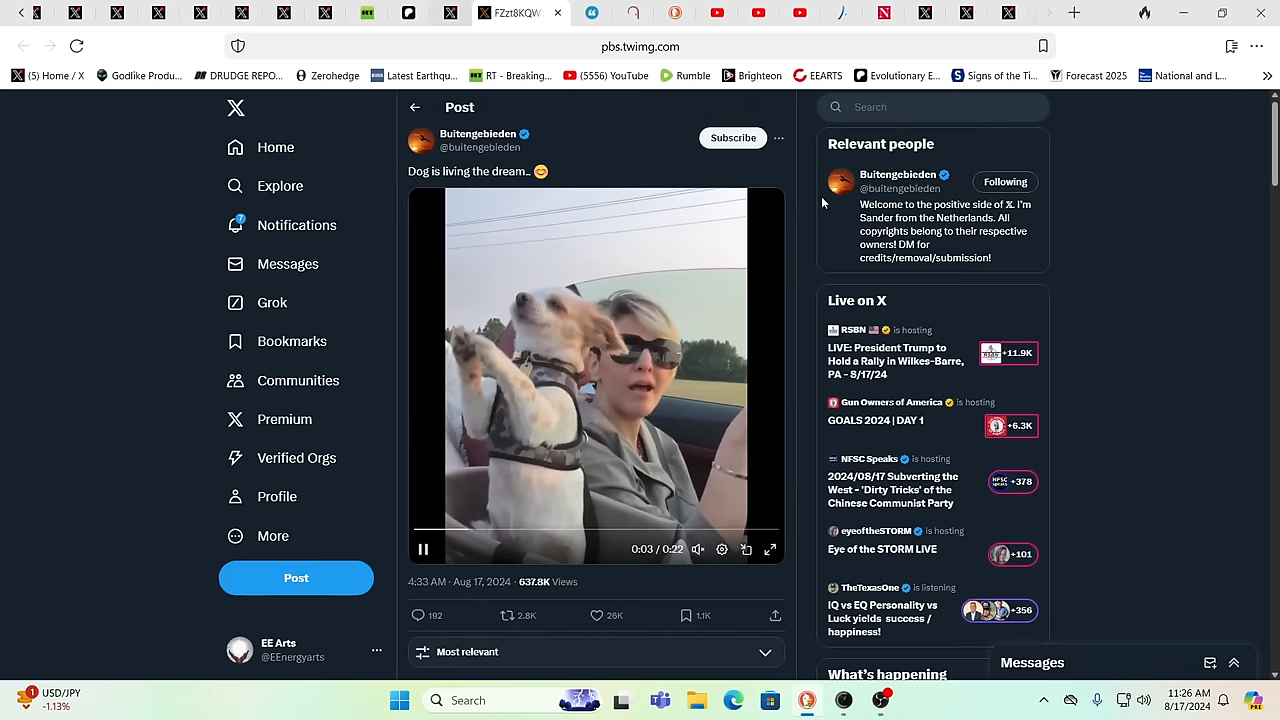 FZzt8KQW
pbs.twimg.com
(5) Home / X
Godlike Produ...
DRUDGE REPO...
Zerohedge
Latest Earthqu...
RT - Breaking...
(5556) YouTube
Rumble
Brighteon
EEARTS
Evolutionary E...
Signs of the Ti...
Forecast 2025
National and L...
Home
Explore
7
Notifications
Messages
Grok
Bookmarks
Communities
Premium
Verified Orgs
Profile
More
Post
EE Arts
@EEnergyarts
Post
Buitengebieden
@buitengebieden
Subscribe
Dog is living the dream.. 😊
0:03 / 0:22
4:33 AM · Aug 17, 2024 · 637.8K Views
192
2.8K
26K
1.1K
Most relevant
Search
Relevant people
Buitengebieden
@buitengebieden
Following
Welcome to the positive side of 𝕏. I'm
Sander from the Netherlands. All
copyrights belong to their respective
owners! DM for
credits/removal/submission!
Live on X
RSBN 🇺🇸 is hosting
LIVE: President Trump to
Hold a Rally in Wilkes-Barre,
PA - 8/17/24
+11.9K
Gun Owners of America is hosting
GOALS 2024 | DAY 1
+6.3K
NFSC Speaks is hosting
2024/08/17 Subverting the
West - 'Dirty Tricks' of the
Chinese Communist Party
+378
eyeoftheSTORM is hosting
Eye of the STORM LIVE
+101
TheTexasOne is listening
IQ vs EQ Personality vs
Luck yields success /
happiness!
+356
What's happening
Messages
1
USD/JPY
-1.13%
Search
11:26 AM
8/17/2024